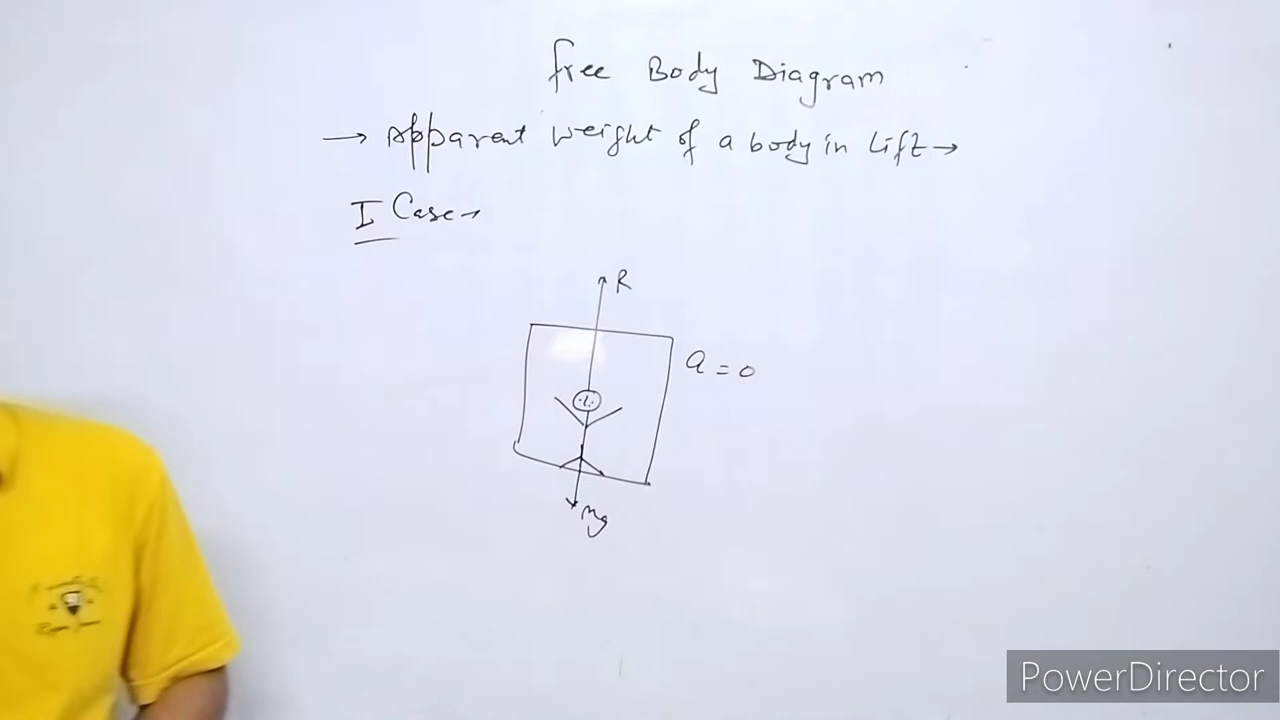 free Body Diagram
→ Apparent weight of a body in Lift →
I Case →
R
a = 0
mg
PowerDirector